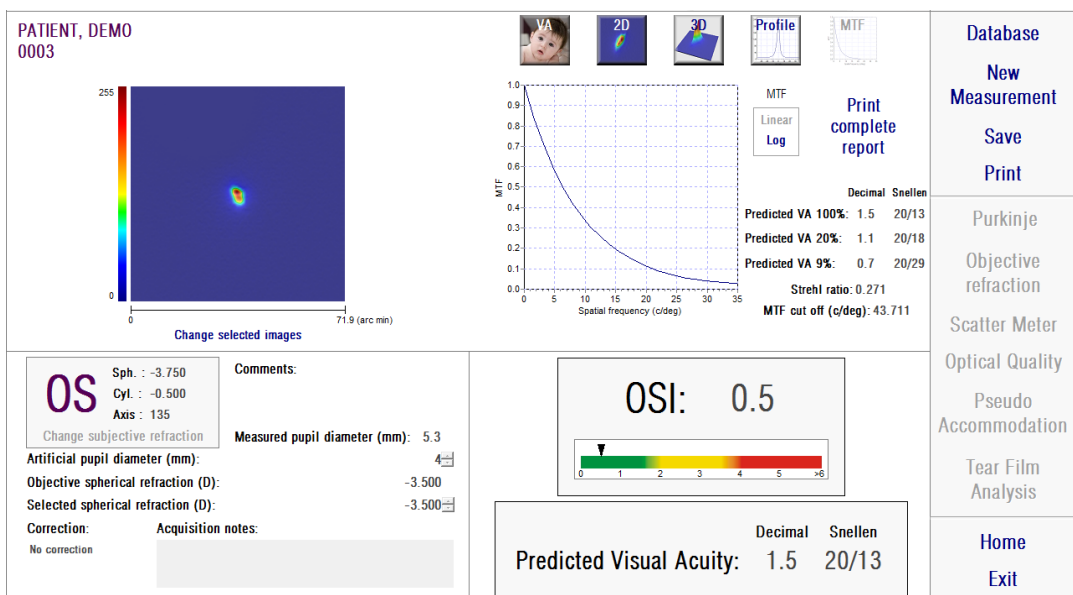 PATIENT, DEMO
0003
VA
2D
3D
Profile
MTF
255
0
0
71.9 (arc min)
Change selected images
MTF
1.0
0.9
0.8
0.7
0.6
0.5
0.4
0.3
0.2
0.1
0.0
0 5 10 15 20 25 30 35
Spatial frequency (c/deg)
MTF
Linear
Log
Print
complete
report
Decimal Snellen
Predicted VA 100%: 1.5 20/13
Predicted VA 20%: 1.1 20/18
Predicted VA 9%: 0.7 20/29
Strehl ratio: 0.271
MTF cut off (c/deg): 43.711
OS
Sph. : -3.750
Cyl. : -0.500
Axis : 135
Change subjective refraction
Comments:
Measured pupil diameter (mm): 5.3
Artificial pupil diameter (mm): 4
Objective spherical refraction (D): -3.500
Selected spherical refraction (D): -3.500
Correction:
No correction
Acquisition notes:
OSI: 0.5
0 1 2 3 4 5 >6
Decimal Snellen
Predicted Visual Acuity: 1.5 20/13
Database
New
Measurement
Save
Print
Purkinje
Objective
refraction
Scatter Meter
Optical Quality
Pseudo
Accommodation
Tear Film
Analysis
Home
Exit